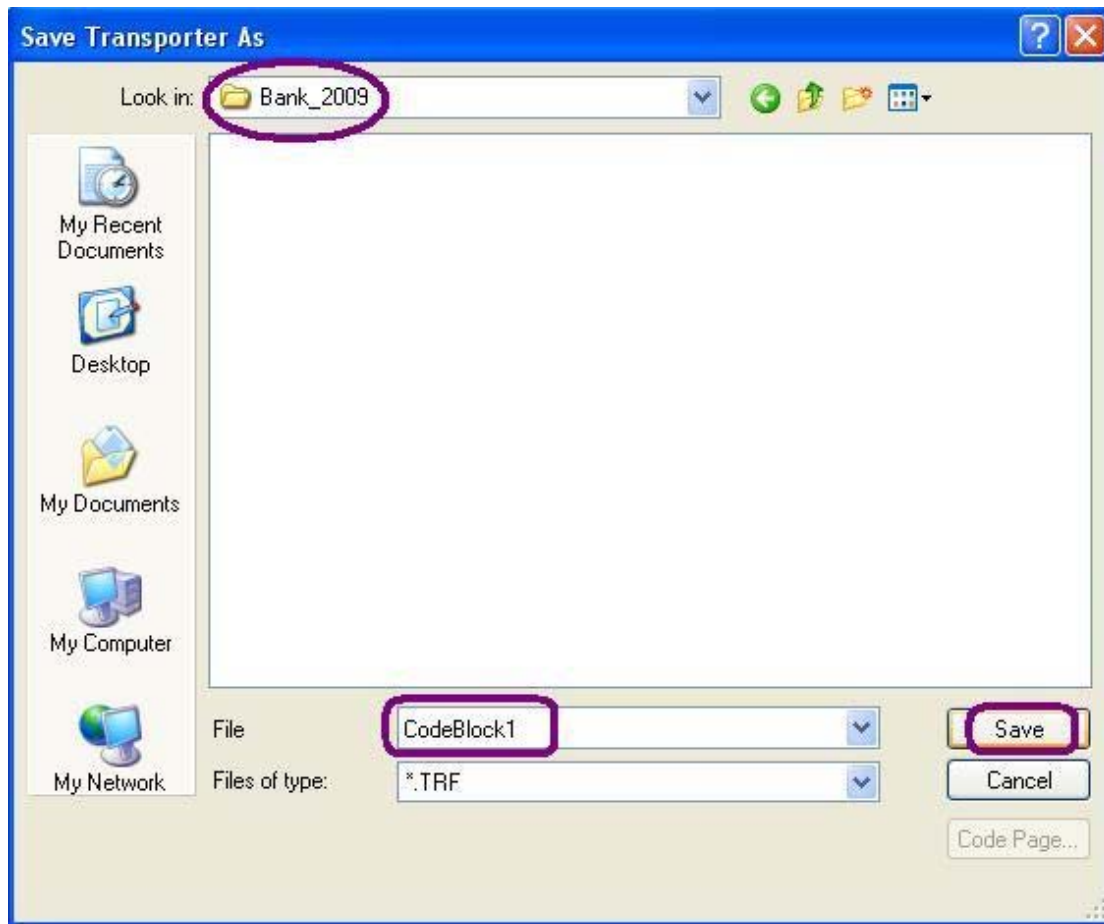 Save Transporter As
Look in: Bank_2009
My Recent
Documents
Desktop
My Documents
My Computer
My Network
File CodeBlock1 Save
Files of type: *.TRF Cancel
Code Page...